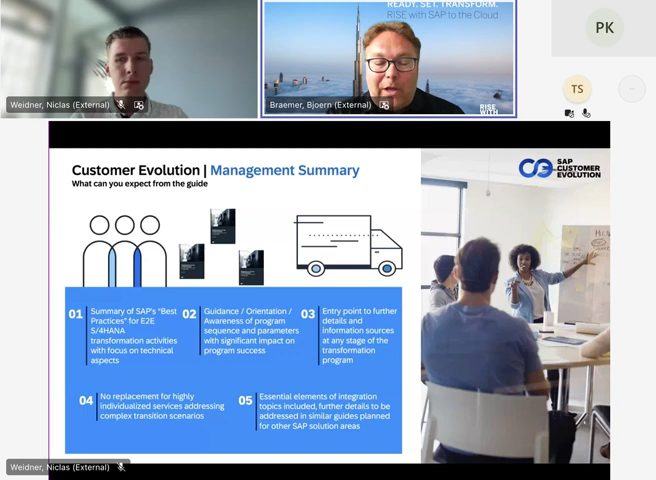 READY. SET. TRANSFORM.
RISE with SAP to the Cloud
PK
TS
Weidner, Niclas (External)
Braemer, Bjoern (External)
RISE
WITH
Customer Evolution | Management Summary
What can you expect from the guide
SAP
CUSTOMER
EVOLUTION
01
Summary of SAP's "Best
Practices" for E2E
S/4HANA
transformation activities
with focus on technical
aspects
02
Guidance / Orientation /
Awareness of program
sequence and parameters
with significant impact on
program success
03
Entry point to further
details and
information sources
at any stage of the
transformation
program
04
No replacement for highly
individualized services addressing
complex transition scenarios
05
Essential elements of integration
topics included, further details to be
addressed in similar guides planned
for other SAP solution areas
Weidner, Niclas (External)